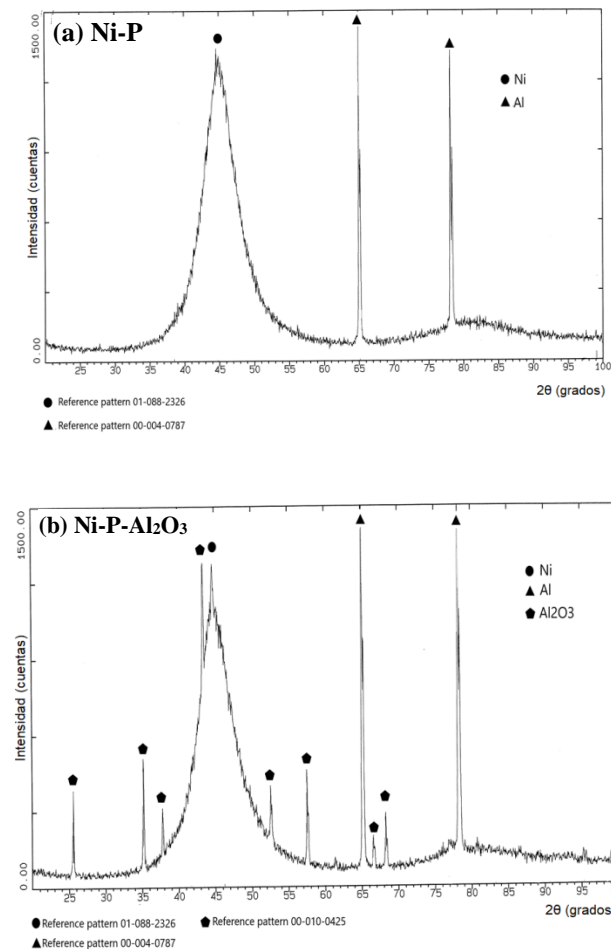 (a) Ni-P
1500.00
Intensidad (cuentas)
0.00
● Ni
▲ Al
25 30 35 40 45 50 55 60 65 70 75 80 85 90 95 100
2θ (grados)
● Reference pattern 01-088-2326
▲ Reference pattern 00-004-0787
(b) Ni-P-Al₂O₃
1500.00
Intensidad (cuentas)
0.00
● Ni
▲ Al
⬟ Al2O3
25 30 35 40 45 50 55 60 65 70 75 80 85 90 95
2θ (grados)
● Reference pattern 01-088-2326 ⬟ Reference pattern 00-010-0425
▲ Reference pattern 00-004-0787